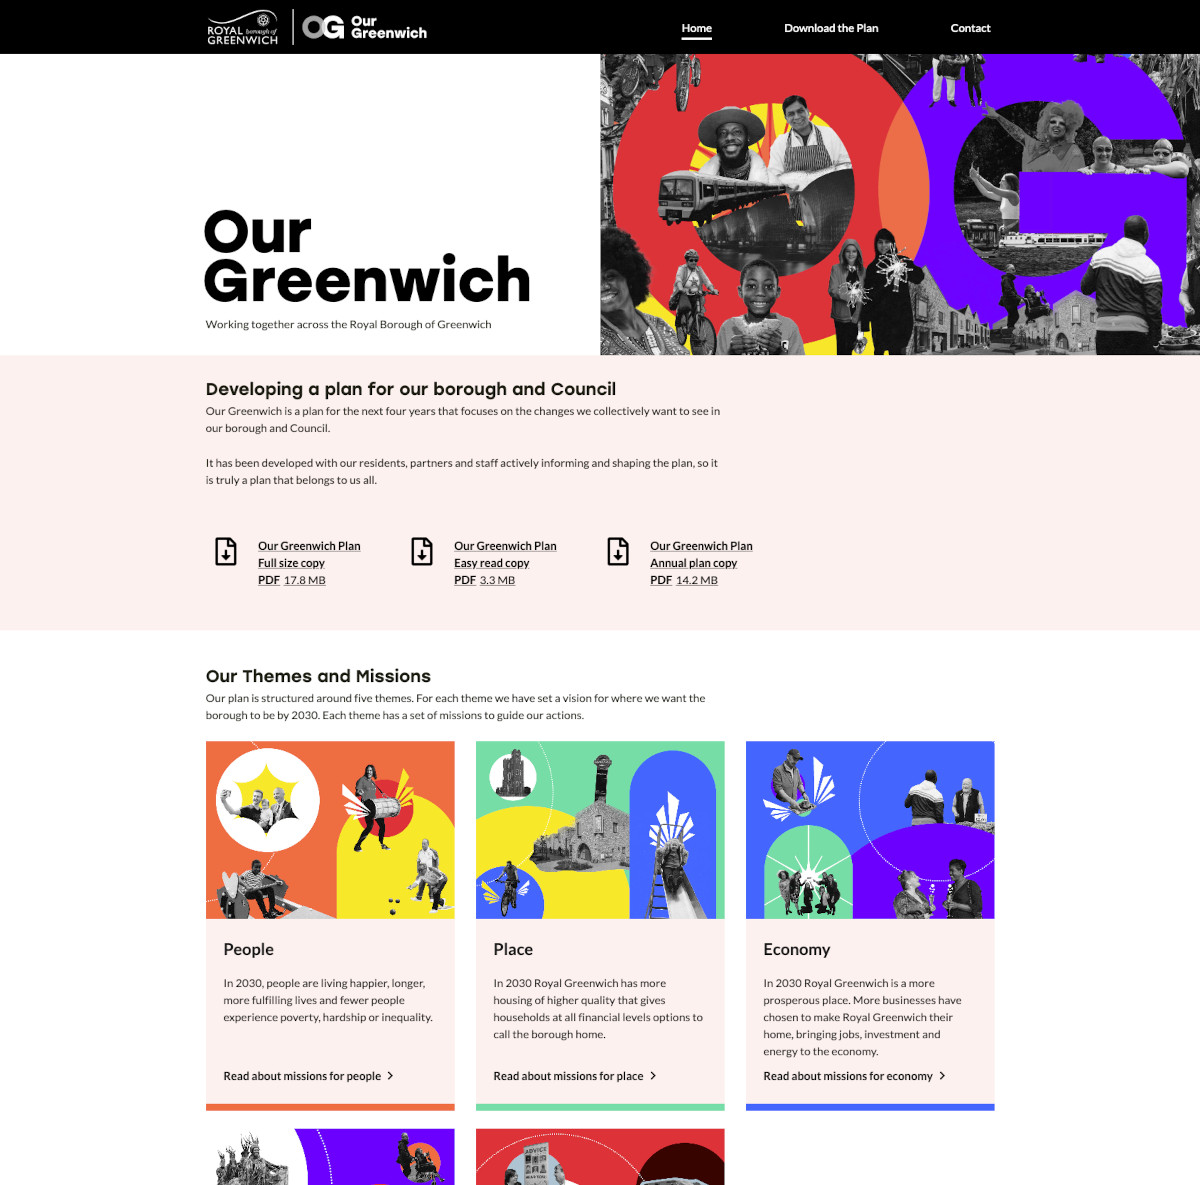 ROYAL borough of
GREENWICH
OG Our
Greenwich
Home
Download the Plan
Contact
Our
Greenwich
Working together across the Royal Borough of Greenwich
Developing a plan for our borough and Council
Our Greenwich is a plan for the next four years that focuses on the changes we collectively want to see in
our borough and Council.
It has been developed with our residents, partners and staff actively informing and shaping the plan, so it
is truly a plan that belongs to us all.
Our Greenwich Plan
Full size copy
PDF 17.8 MB
Our Greenwich Plan
Easy read copy
PDF 3.3 MB
Our Greenwich Plan
Annual plan copy
PDF 14.2 MB
Our Themes and Missions
Our plan is structured around five themes. For each theme we have set a vision for where we want the
borough to be by 2030. Each theme has a set of missions to guide our actions.
People
In 2030, people are living happier, longer,
more fulfilling lives and fewer people
experience poverty, hardship or inequality.
Read about missions for people
Place
In 2030 Royal Greenwich has more
housing of higher quality that gives
households at all financial levels options to
call the borough home.
Read about missions for place
Economy
In 2030 Royal Greenwich is a more
prosperous place. More businesses have
chosen to make Royal Greenwich their
home, bringing jobs, investment and
energy to the economy.
Read about missions for economy
ADVICE